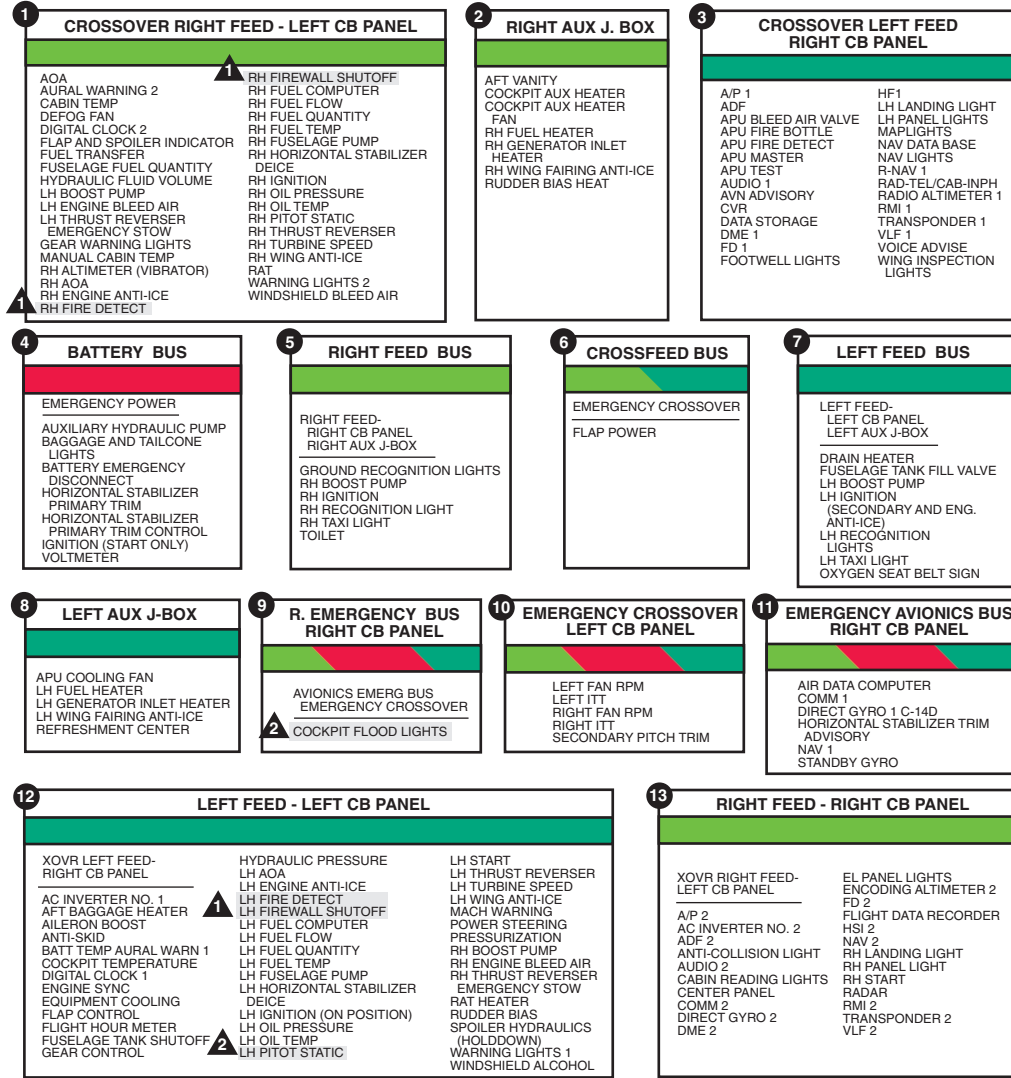 1
CROSSOVER RIGHT FEED - LEFT CB PANEL
AOA
AURAL WARNING 2
CABIN TEMP
DEFOG FAN
DIGITAL CLOCK 2
FLAP AND SPOILER INDICATOR
FUEL TRANSFER
FUSELAGE FUEL QUANTITY
HYDRAULIC FLUID VOLUME
LH BOOST PUMP
LH ENGINE BLEED AIR
LH THRUST REVERSER
EMERGENCY STOW
GEAR WARNING LIGHTS
MANUAL CABIN TEMP
RH ALTIMETER (VIBRATOR)
RH AOA
RH ENGINE ANTI-ICE
1
RH FIRE DETECT
1
RH FIREWALL SHUTOFF
RH FUEL COMPUTER
RH FUEL FLOW
RH FUEL QUANTITY
RH FUEL TEMP
RH FUSELAGE PUMP
RH HORIZONTAL STABILIZER
DEICE
RH IGNITION
RH OIL PRESSURE
RH OIL TEMP
RH PITOT STATIC
RH THRUST REVERSER
RH TURBINE SPEED
RH WING ANTI-ICE
RAT
WARNING LIGHTS 2
WINDSHIELD BLEED AIR
2
RIGHT AUX J. BOX
AFT VANITY
COCKPIT AUX HEATER
COCKPIT AUX HEATER
FAN
RH FUEL HEATER
RH GENERATOR INLET
HEATER
RH WING FAIRING ANTI-ICE
RUDDER BIAS HEAT
3
CROSSOVER LEFT FEED
RIGHT CB PANEL
A/P 1
ADF
APU BLEED AIR VALVE
APU FIRE BOTTLE
APU FIRE DETECT
APU MASTER
APU TEST
AUDIO 1
AVN ADVISORY
CVR
DATA STORAGE
DME 1
FD 1
FOOTWELL LIGHTS
HF1
LH LANDING LIGHT
LH PANEL LIGHTS
MAPLIGHTS
NAV DATA BASE
NAV LIGHTS
R-NAV 1
RAD-TEL/CAB-INPH
RADIO ALTIMETER 1
RMI 1
TRANSPONDER 1
VLF 1
VOICE ADVISE
WING INSPECTION
LIGHTS
4
BATTERY BUS
EMERGENCY POWER
AUXILIARY HYDRAULIC PUMP
BAGGAGE AND TAILCONE
LIGHTS
BATTERY EMERGENCY
DISCONNECT
HORIZONTAL STABILIZER
PRIMARY TRIM
HORIZONTAL STABILIZER
PRIMARY TRIM CONTROL
IGNITION (START ONLY)
VOLTMETER
5
RIGHT FEED BUS
RIGHT FEED-
RIGHT CB PANEL
RIGHT AUX J-BOX
GROUND RECOGNITION LIGHTS
RH BOOST PUMP
RH IGNITION
RH RECOGNITION LIGHT
RH TAXI LIGHT
TOILET
6
CROSSFEED BUS
EMERGENCY CROSSOVER
FLAP POWER
7
LEFT FEED BUS
LEFT FEED-
LEFT CB PANEL
LEFT AUX J-BOX
DRAIN HEATER
FUSELAGE TANK FILL VALVE
LH BOOST PUMP
LH IGNITION
(SECONDARY AND ENG.
ANTI-ICE)
LH RECOGNITION
LIGHTS
LH TAXI LIGHT
OXYGEN SEAT BELT SIGN
8
LEFT AUX J-BOX
APU COOLING FAN
LH FUEL HEATER
LH GENERATOR INLET HEATER
LH WING FAIRING ANTI-ICE
REFRESHMENT CENTER
9
R. EMERGENCY BUS
RIGHT CB PANEL
AVIONICS EMERG BUS
EMERGENCY CROSSOVER
2
COCKPIT FLOOD LIGHTS
10
EMERGENCY CROSSOVER
LEFT CB PANEL
LEFT FAN RPM
LEFT ITT
RIGHT FAN RPM
RIGHT ITT
SECONDARY PITCH TRIM
11
EMERGENCY AVIONICS BUS
RIGHT CB PANEL
AIR DATA COMPUTER
COMM 1
DIRECT GYRO 1 C-14D
HORIZONTAL STABILIZER TRIM
ADVISORY
NAV 1
STANDBY GYRO
12
LEFT FEED - LEFT CB PANEL
XOVR LEFT FEED-
RIGHT CB PANEL
AC INVERTER NO. 1
AFT BAGGAGE HEATER
AILERON BOOST
ANTI-SKID
BATT TEMP AURAL WARN 1
COCKPIT TEMPERATURE
DIGITAL CLOCK 1
ENGINE SYNC
EQUIPMENT COOLING
FLAP CONTROL
FLIGHT HOUR METER
FUSELAGE TANK SHUTOFF
GEAR CONTROL
HYDRAULIC PRESSURE
LH AOA
LH ENGINE ANTI-ICE
1
LH FIRE DETECT
LH FIREWALL SHUTOFF
LH FUEL COMPUTER
LH FUEL FLOW
LH FUEL QUANTITY
LH FUEL TEMP
LH FUSELAGE PUMP
LH HORIZONTAL STABILIZER
DEICE
LH IGNITION (ON POSITION)
LH OIL PRESSURE
LH OIL TEMP
2
LH PITOT STATIC
LH START
LH THRUST REVERSER
LH TURBINE SPEED
LH WING ANTI-ICE
MACH WARNING
POWER STEERING
PRESSURIZATION
RH BOOST PUMP
RH ENGINE BLEED AIR
RH THRUST REVERSER
EMERGENCY STOW
RAT HEATER
RUDDER BIAS
SPOILER HYDRAULICS
(HOLDDOWN)
WARNING LIGHTS 1
WINDSHIELD ALCOHOL
13
RIGHT FEED - RIGHT CB PANEL
XOVR RIGHT FEED-
LEFT CB PANEL
A/P 2
AC INVERTER NO. 2
ADF 2
ANTI-COLLISION LIGHT
AUDIO 2
CABIN READING LIGHTS
CENTER PANEL
COMM 2
DIRECT GYRO 2
DME 2
EL PANEL LIGHTS
ENCODING ALTIMETER 2
FD 2
FLIGHT DATA RECORDER
HSI 2
NAV 2
RH LANDING LIGHT
RH PANEL LIGHT
RH START
RADAR
RMI 2
TRANSPONDER 2
VLF 2